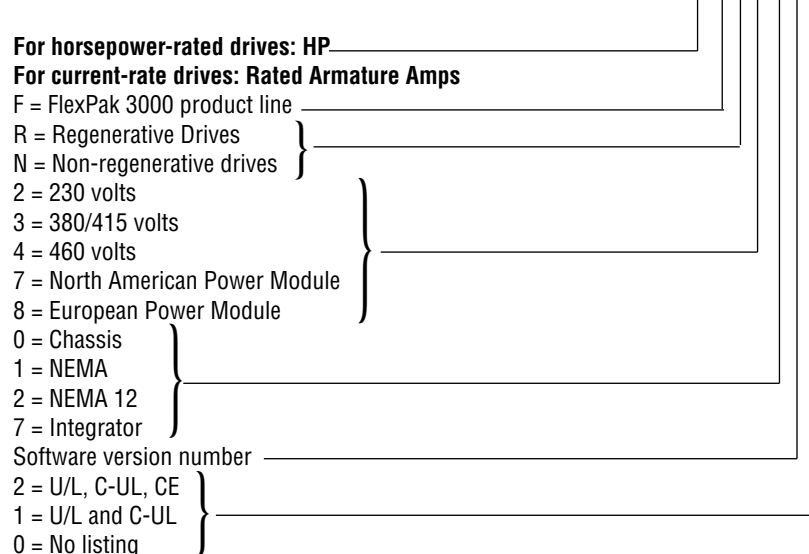 For horsepower-rated drives: HP
For current-rate drives: Rated Armature Amps
F = FlexPak 3000 product line
R = Regenerative Drives
N = Non-regenerative drives
2 = 230 volts
3 = 380/415 volts
4 = 460 volts
7 = North American Power Module
8 = European Power Module
0 = Chassis
1 = NEMA
2 = NEMA 12
7 = Integrator
Software version number
2 = U/L, C-UL, CE
1 = U/L and C-UL
0 = No listing